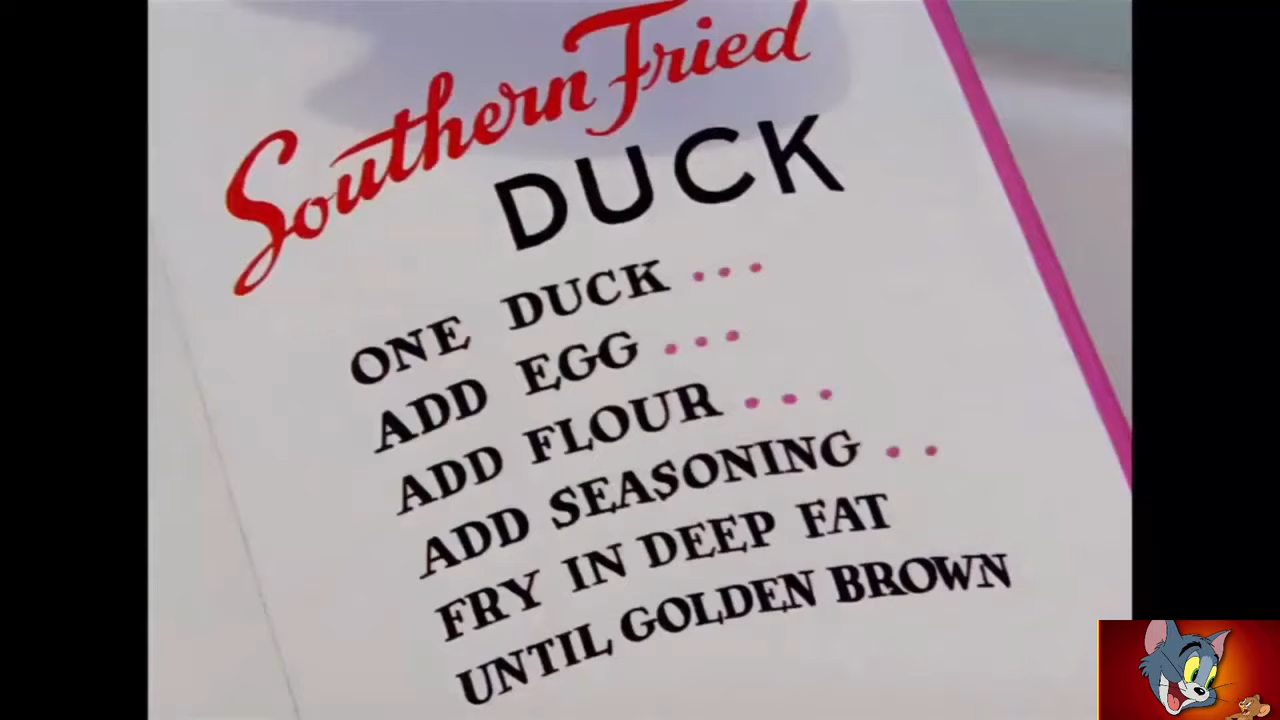 Southern Fried
DUCK
ONE DUCK...
ADD EGG...
ADD FLOUR...
ADD SEASONING..
FRY IN DEEP FAT
UNTIL GOLDEN BROWN